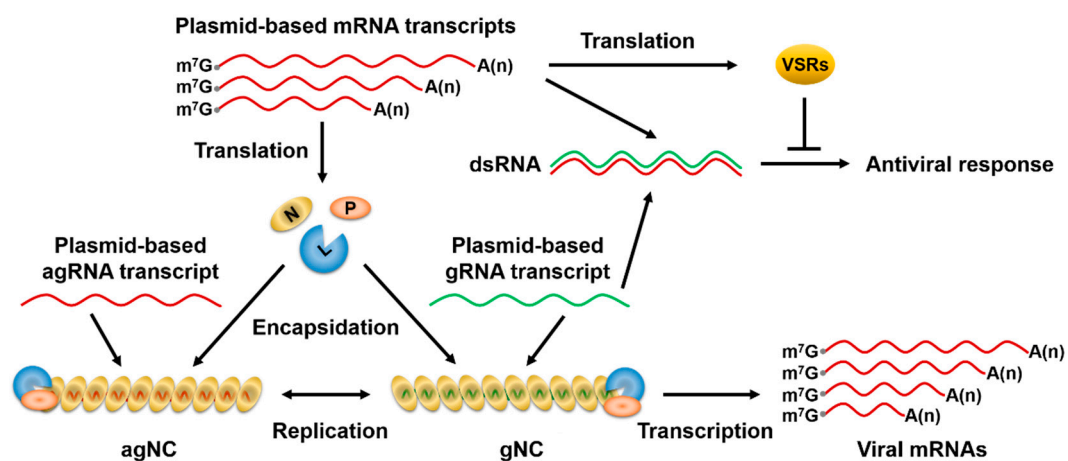 Plasmid-based mRNA transcripts
m⁷G A(n)
m⁷G A(n)
m⁷G A(n)
Translation
VSRs
Translation
dsRNA
Antiviral response
N P
L
Plasmid-based
agRNA transcript
Plasmid-based
gRNA transcript
Encapsidation
m⁷G A(n)
m⁷G A(n)
m⁷G A(n)
m⁷G A(n)
agNC
Replication
gNC
Transcription
Viral mRNAs